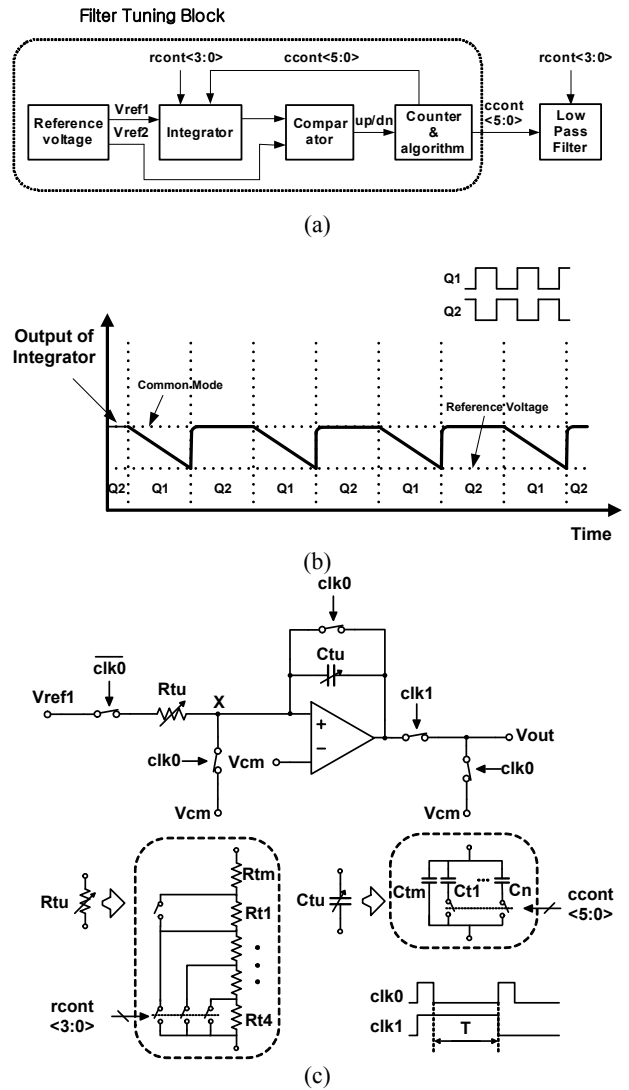 Filter Tuning Block
rcont<3:0>
ccont<5:0>
rcont<3:0>
Reference
voltage
Vref1
Vref2
Integrator
Compar
ator
up/dn
Counter
&
algorithm
ccont
<5:0>
Low
Pass
Filter
(a)
Q1
Q2
Output of
Integrator
Common Mode
Reference Voltage
Q2 Q1 Q2 Q1 Q2 Q1 Q2 Q1 Q2
Time
(b)
clk0
Ctu
clk0
Rtu
Vref1
X
clk1
Vout
clk0
Vcm
+
−
clk0
Vcm
Vcm
Rtu
Rtm
Rt1
Rt4
rcont
<3:0>
Ctu
Ctm
Ct1
Cn
ccont
<5:0>
clk0
clk1
T
(c)